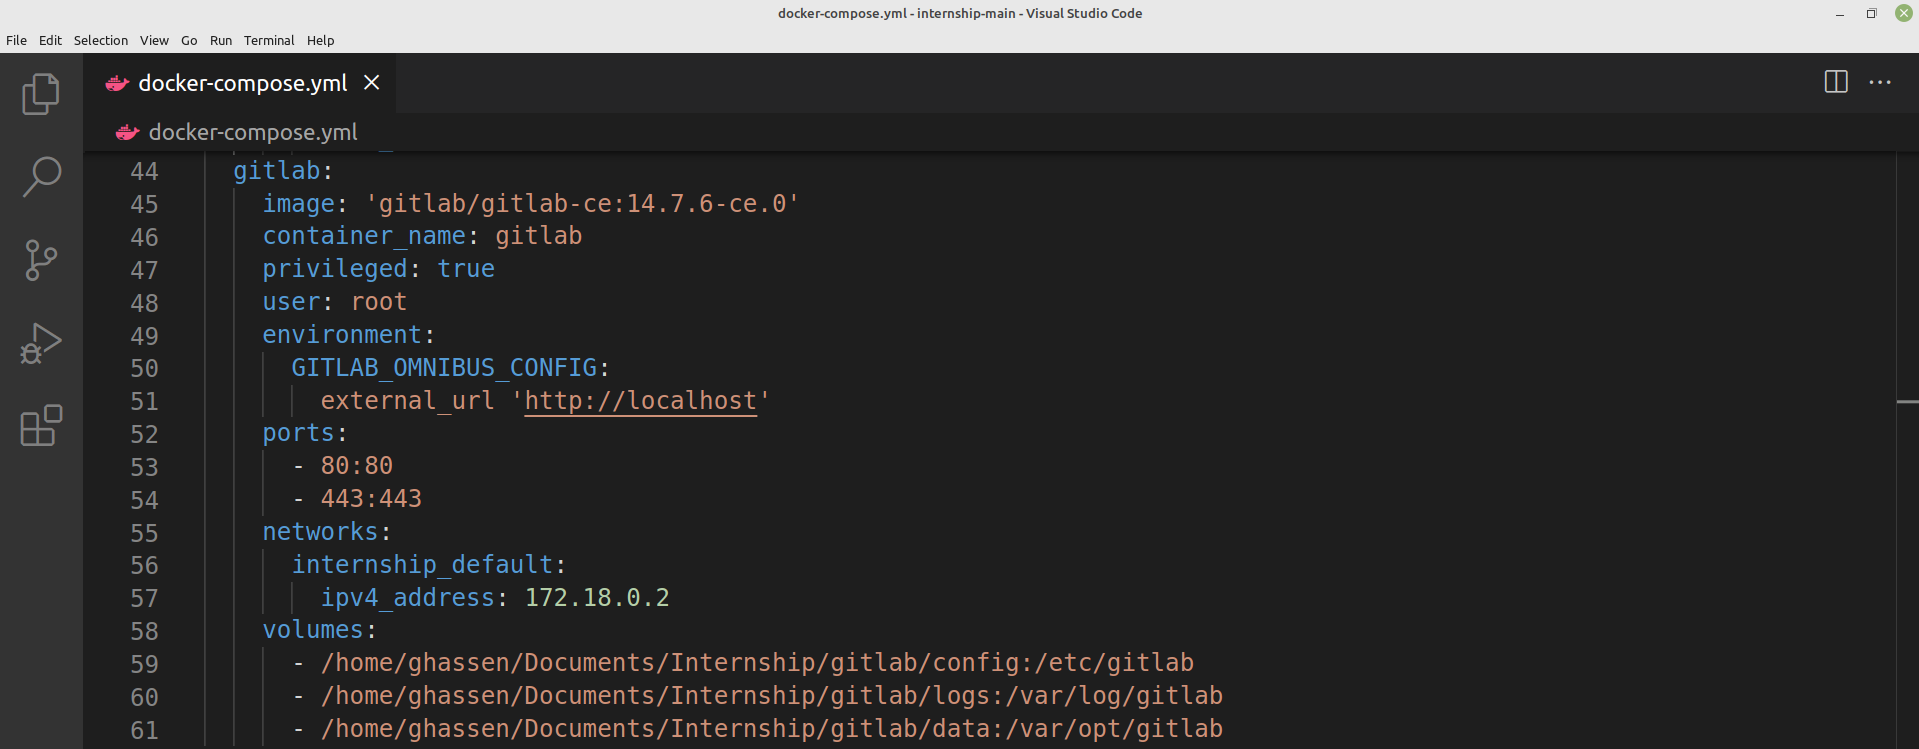 docker-compose.yml - internship-main - Visual Studio Code
File Edit Selection View Go Run Terminal Help
docker-compose.yml
docker-compose.yml
44 gitlab:
45 image: 'gitlab/gitlab-ce:14.7.6-ce.0'
46 container_name: gitlab
47 privileged: true
48 user: root
49 environment:
50 GITLAB_OMNIBUS_CONFIG:
51 external_url 'http://localhost'
52 ports:
53 - 80:80
54 - 443:443
55 networks:
56 internship_default:
57 ipv4_address: 172.18.0.2
58 volumes:
59 - /home/ghassen/Documents/Internship/gitlab/config:/etc/gitlab
60 - /home/ghassen/Documents/Internship/gitlab/logs:/var/log/gitlab
61 - /home/ghassen/Documents/Internship/gitlab/data:/var/opt/gitlab